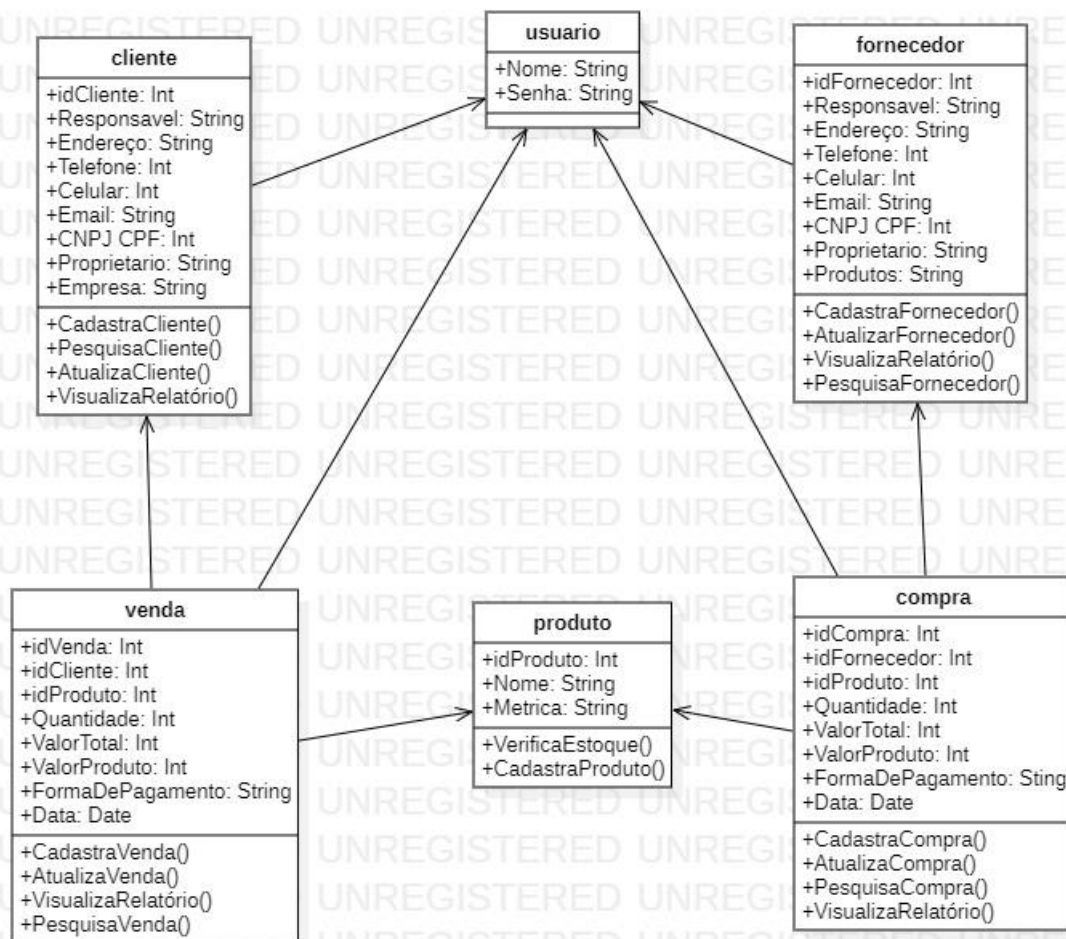 cliente
+idCliente: Int
+Responsavel: String
+Endereço: String
+Telefone: Int
+Celular: Int
+Email: String
+CNPJ CPF: Int
+Proprietario: String
+Empresa: String
+CadastraCliente()
+PesquisaCliente()
+AtualizaCliente()
+VisualizaRelatório()
usuario
+Nome: String
+Senha: String
fornecedor
+idFornecedor: Int
+Responsavel: String
+Endereço: String
+Telefone: Int
+Celular: Int
+Email: String
+CNPJ CPF: Int
+Proprietario: String
+Produtos: String
+CadastraFornecedor()
+AtualizarFornecedor()
+VisualizaRelatório()
+PesquisaFornecedor()
venda
+idVenda: Int
+idCliente: Int
+idProduto: Int
+Quantidade: Int
+ValorTotal: Int
+ValorProduto: Int
+FormaDePagamento: String
+Data: Date
+CadastraVenda()
+AtualizaVenda()
+VisualizaRelatório()
+PesquisaVenda()
produto
+idProduto: Int
+Nome: String
+Metrica: String
+VerificaEstoque()
+CadastraProduto()
compra
+idCompra: Int
+idFornecedor: Int
+idProduto: Int
+Quantidade: Int
+ValorTotal: Int
+ValorProduto: Int
+FormaDePagamento: Sting
+Data: Date
+CadastraCompra()
+AtualizaCompra()
+PesquisaCompra()
+VisualizaRelatório()
UNREGISTERED UNREGISTERED UNREGISTERED UNRE